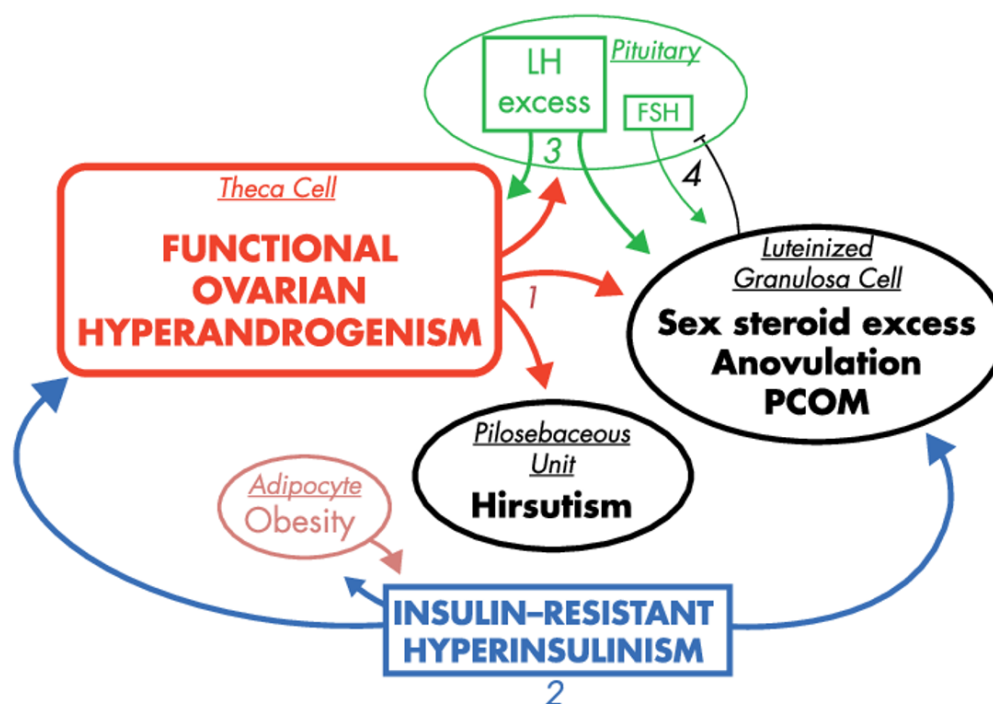 LH
excess
Pituitary
FSH
3
4
Theca Cell
FUNCTIONAL
OVARIAN
HYPERANDROGENISM
1
Luteinized
Granulosa Cell
Sex steroid excess
Anovulation
PCOM
Pilosebaceous
Unit
Hirsutism
Adipocyte
Obesity
INSULIN–RESISTANT
HYPERINSULINISM
2